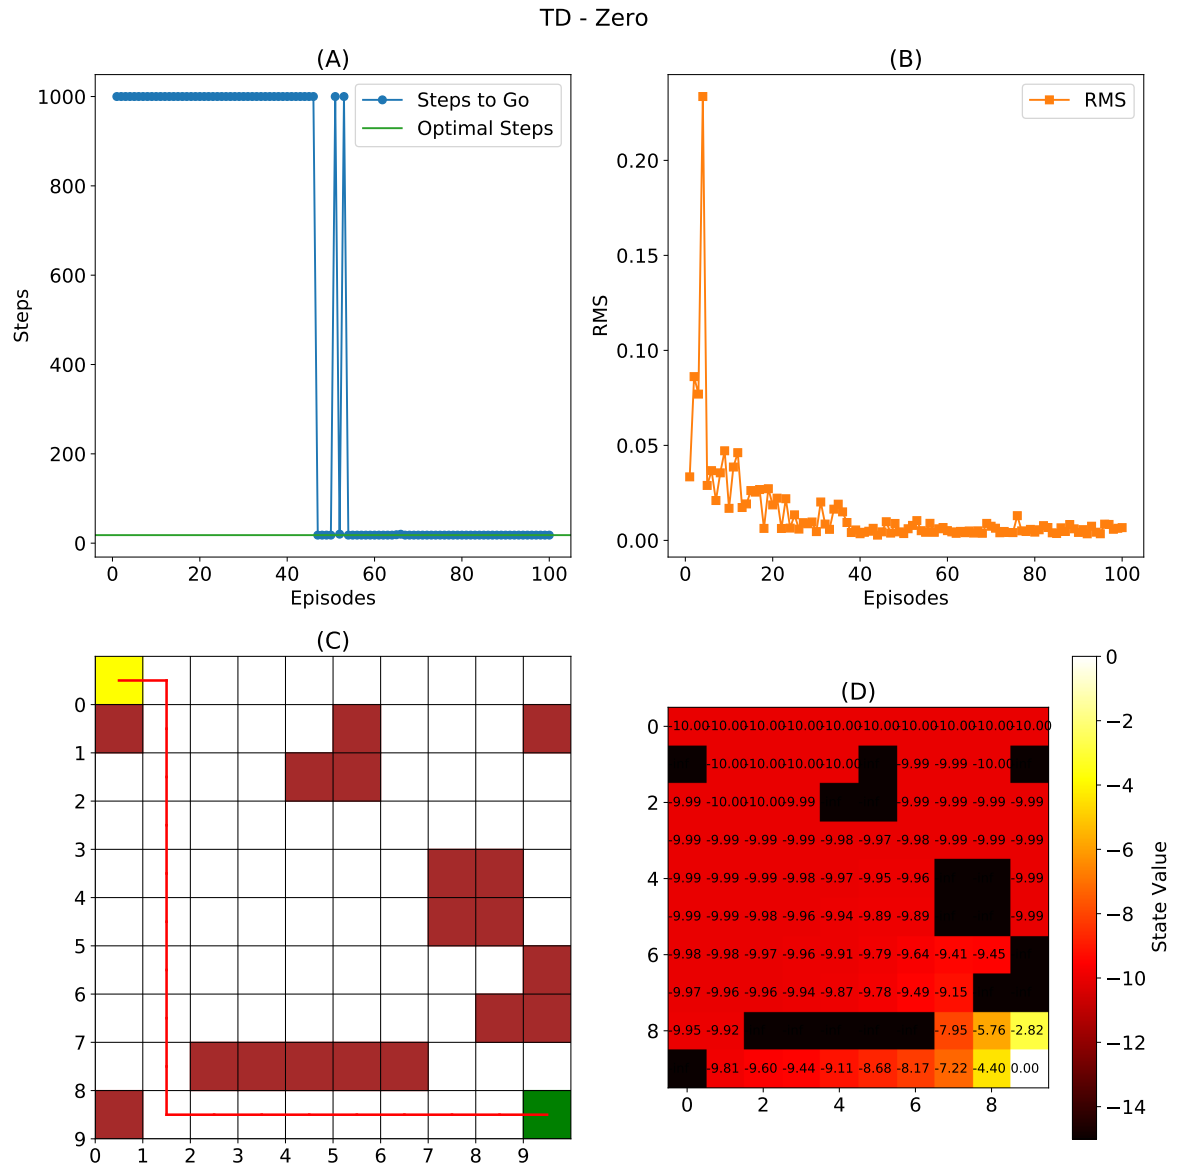 TD - Zero
(A)
Steps to Go
Optimal Steps
Steps
1000
800
600
400
200
0
0 20 40 60 80 100
Episodes
(B)
RMS
RMS
0.20
0.15
0.10
0.05
0.00
0 20 40 60 80 100
Episodes
(C)
0
1
2
3
4
5
6
7
8
9
0 1 2 3 4 5 6 7 8 9
(D)
0 -10.00 -10.00 -10.00 -10.00 -10.00 -10.00 -10.00 -10.00 -10.00 -10.00
-10.00 -10.00 -10.00 -10.00 -9.99 -9.99 -10.00
2 -9.99 -10.00 -10.00 -9.99 -9.99 -9.99 -9.99 -9.99
-9.99 -9.99 -9.99 -9.99 -9.98 -9.97 -9.98 -9.99 -9.99 -9.99
4 -9.99 -9.99 -9.99 -9.98 -9.97 -9.95 -9.96 -9.99
-9.99 -9.99 -9.98 -9.96 -9.94 -9.89 -9.89 -9.99
6 -9.98 -9.98 -9.97 -9.96 -9.91 -9.79 -9.64 -9.41 -9.45
-9.97 -9.96 -9.96 -9.94 -9.87 -9.78 -9.49 -9.15
8 -9.95 -9.92 -7.95 -5.76 -2.82
-9.81 -9.60 -9.44 -9.11 -8.68 -8.17 -7.22 -4.40 0.00
0 2 4 6 8
0
−2
−4
−6
−8
−10
−12
−14
State Value